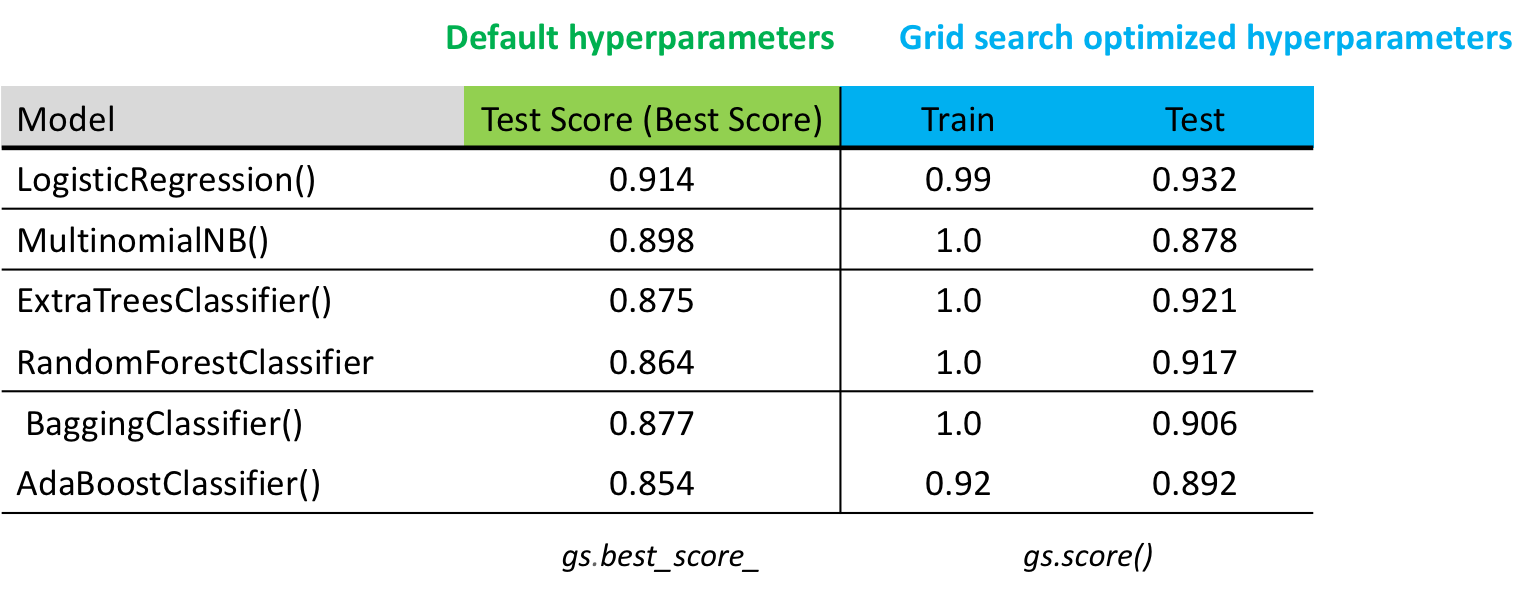 Default hyperparameters Grid search optimized hyperparameters
Model Test Score (Best Score) Train Test
LogisticRegression() 0.914 0.99 0.932
MultinomialNB() 0.898 1.0 0.878
ExtraTreesClassifier() 0.875 1.0 0.921
RandomForestClassifier 0.864 1.0 0.917
BaggingClassifier() 0.877 1.0 0.906
AdaBoostClassifier() 0.854 0.92 0.892
gs.best_score_ gs.score()